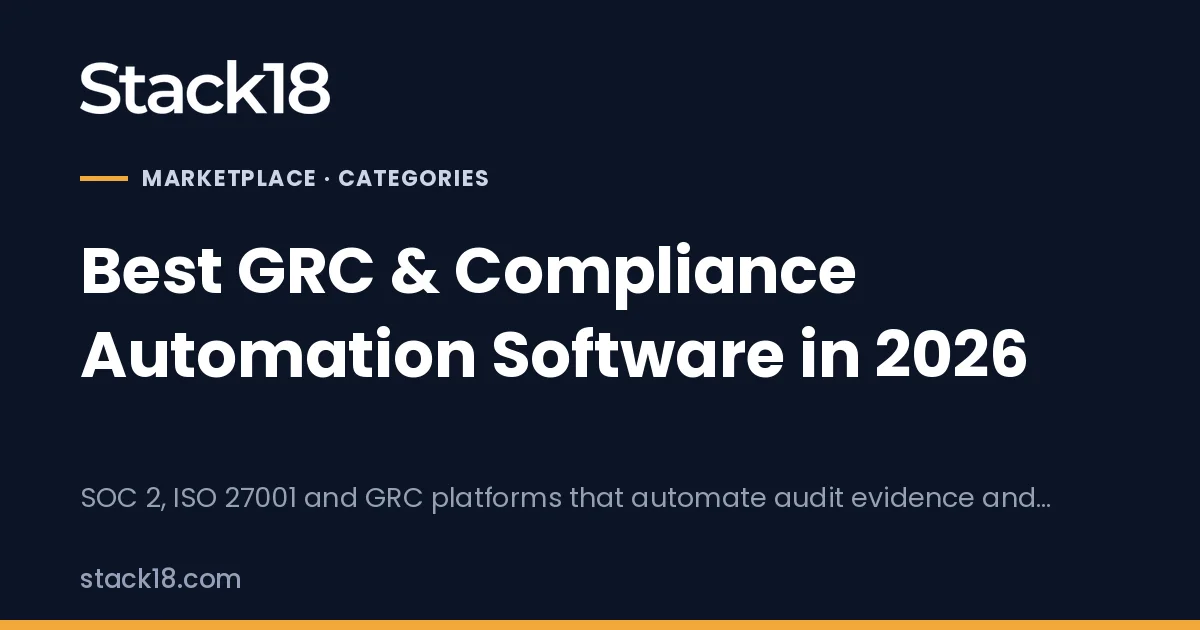 Stack18
MARKETPLACE · CATEGORIES
Best GRC & Compliance
Automation Software in 2026
SOC 2, ISO 27001 and GRC platforms that automate audit evidence and...
stack18.com